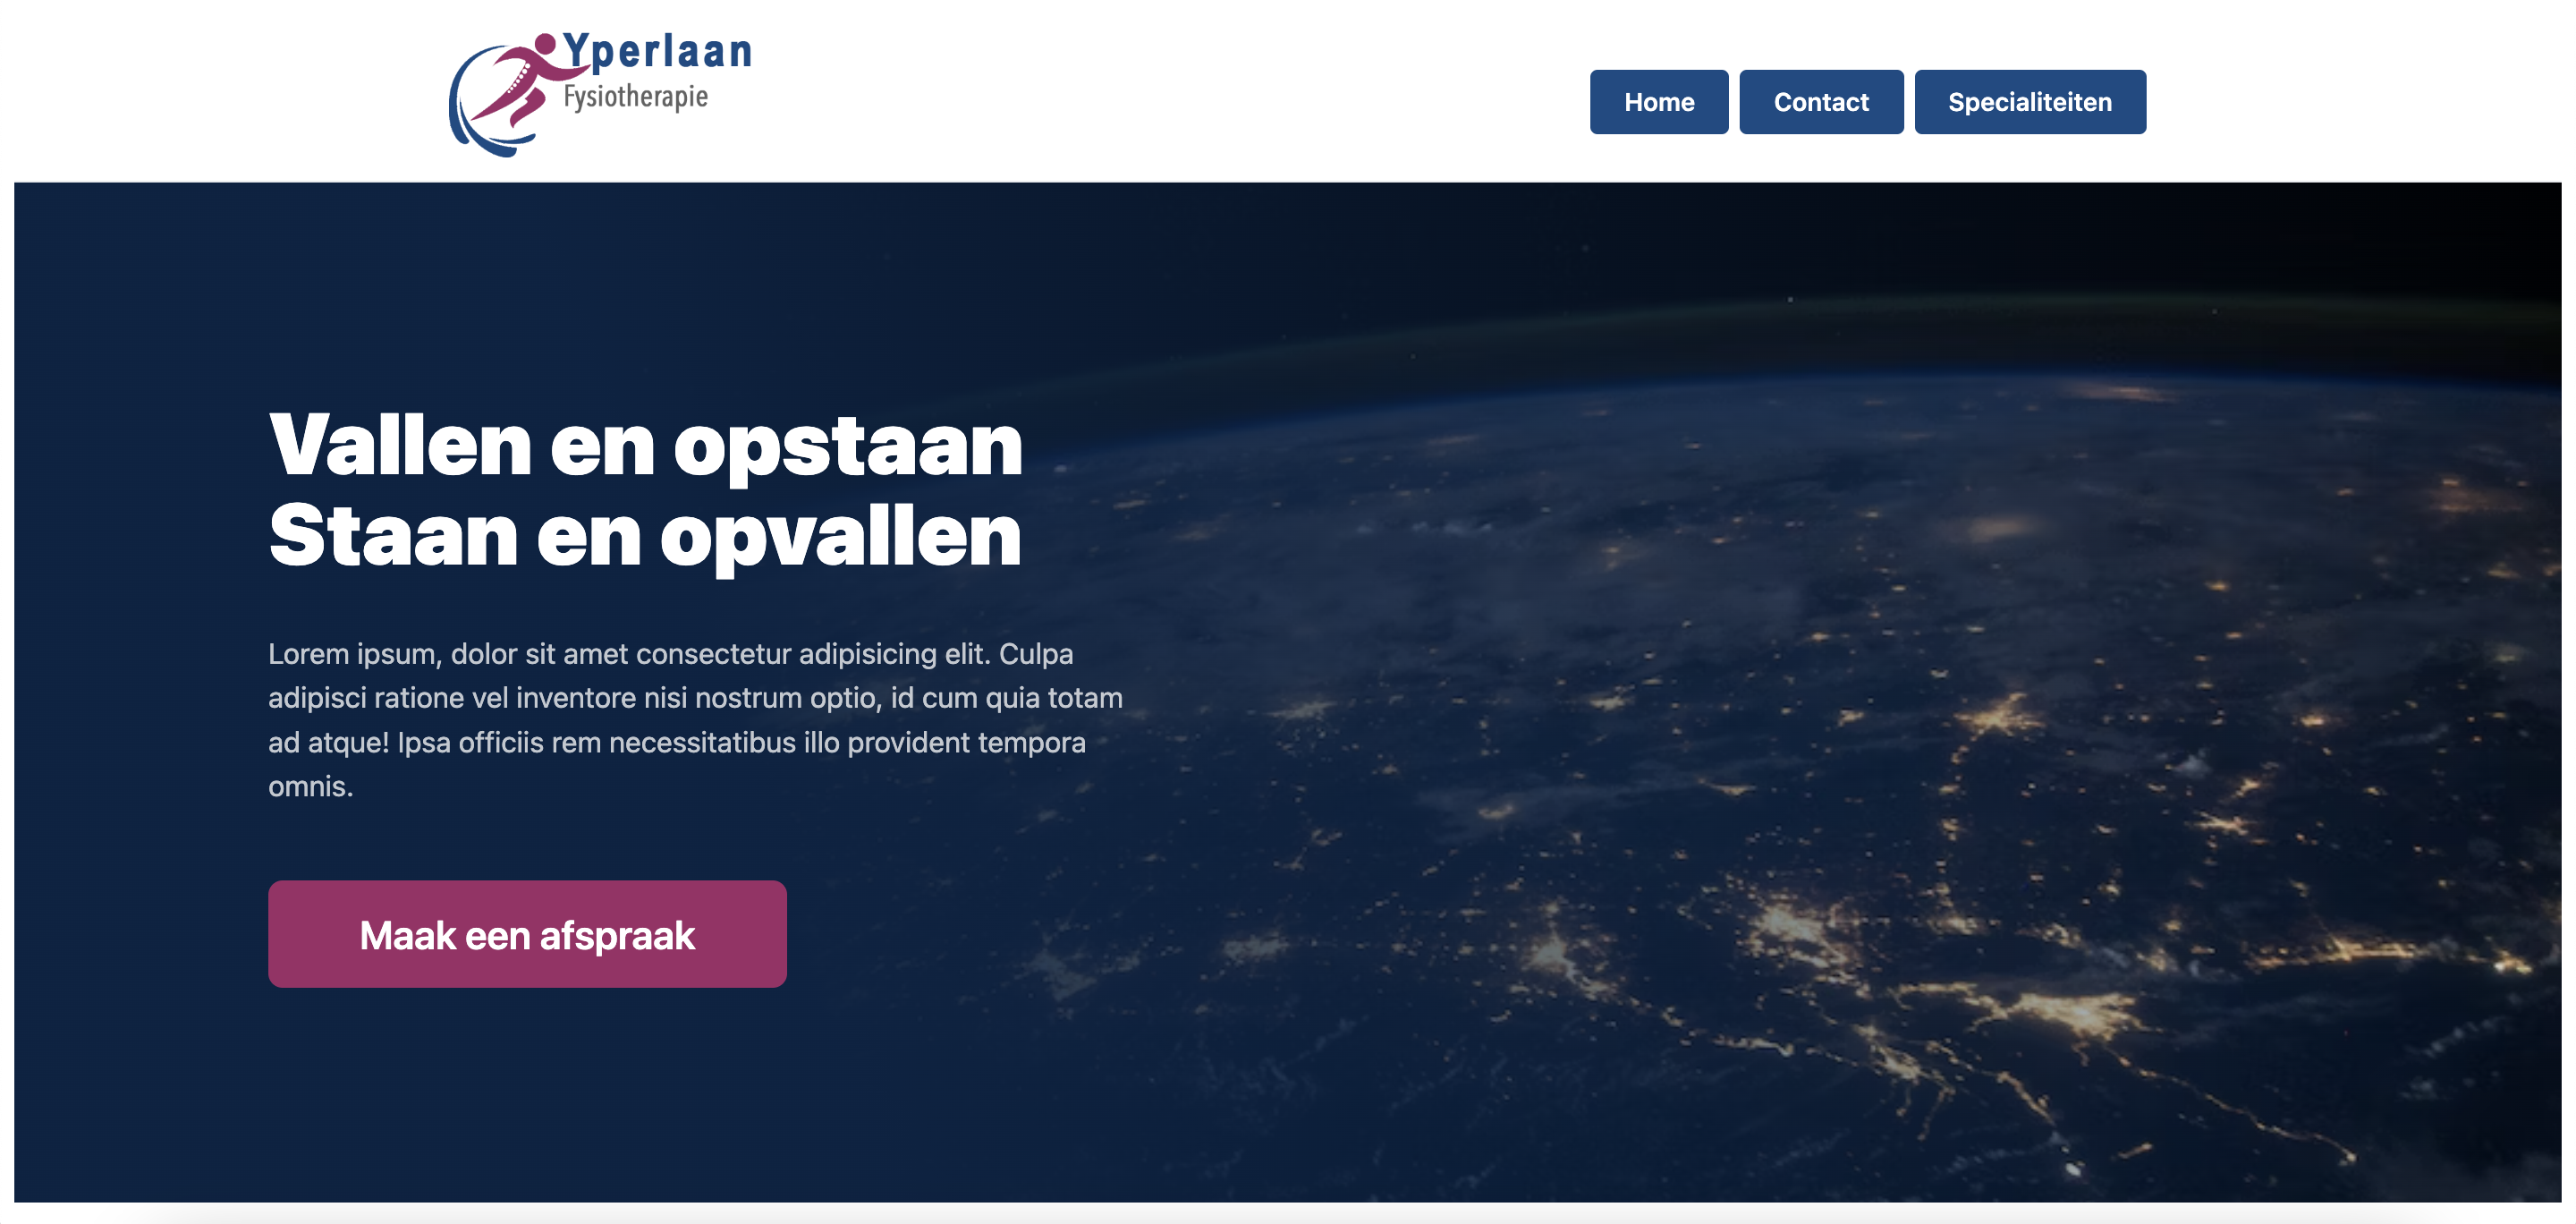 Yperlaan
Fysiotherapie
Home
Contact
Specialiteiten
Vallen en opstaan
Staan en opvallen
Lorem ipsum, dolor sit amet consectetur adipisicing elit. Culpa
adipisci ratione vel inventore nisi nostrum optio, id cum quia totam
ad atque! Ipsa officiis rem necessitatibus illo provident tempora
omnis.
Maak een afspraak